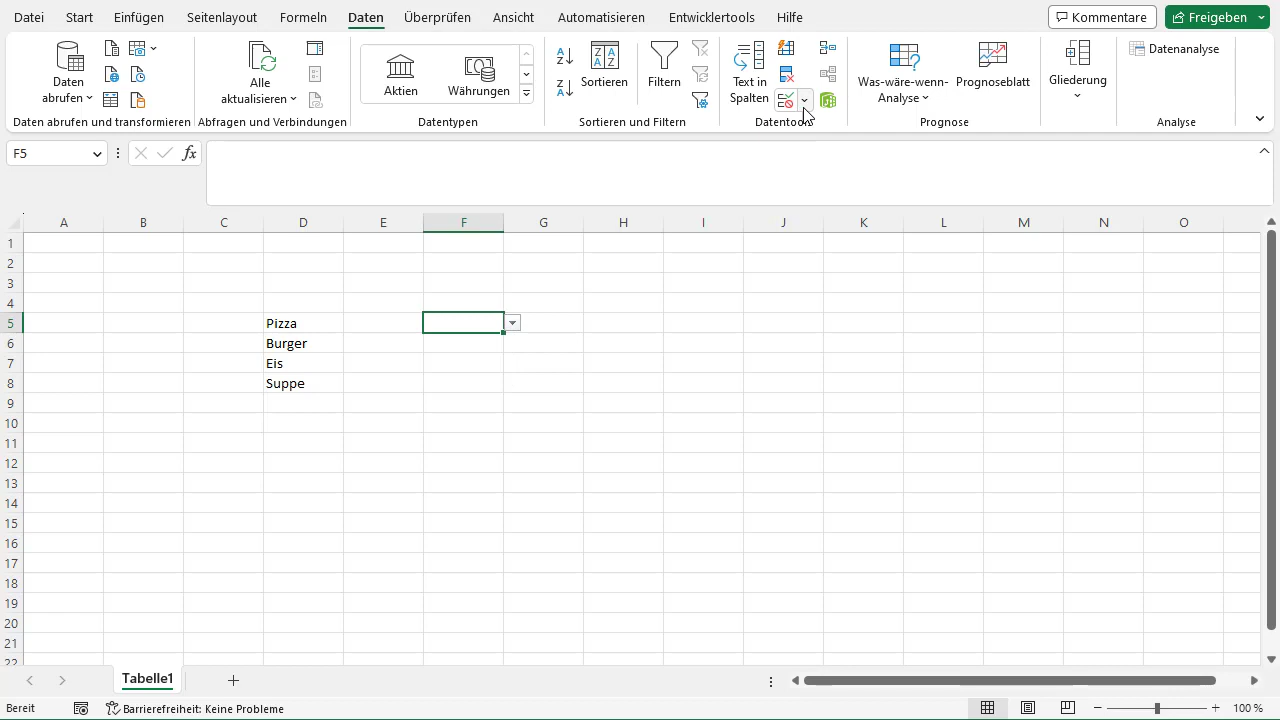 Datei Start Einfügen Seitenlayout Formeln Daten Überprüfen Ansicht Automatisieren Entwicklertools Hilfe Kommentare Freigeben
Daten abrufen
Alle aktualisieren
Aktien
Währungen
Sortieren
Filtern
Text in Spalten
Was-wäre-wenn-Analyse
Prognoseblatt
Gliederung
Datenanalyse
Daten abrufen und transformieren Abfragen und Verbindungen Datentypen Sortieren und Filtern Datentools Prognose Analyse
F5 fx
A B C D E F G H I J K L M N O
1
2
3
4
5 Pizza
6 Burger
7 Eis
8 Suppe
9
10
11
12
13
14
15
16
17
18
19
20
21
22
Tabelle1
Bereit Barrierefreiheit: Keine Probleme 100 %